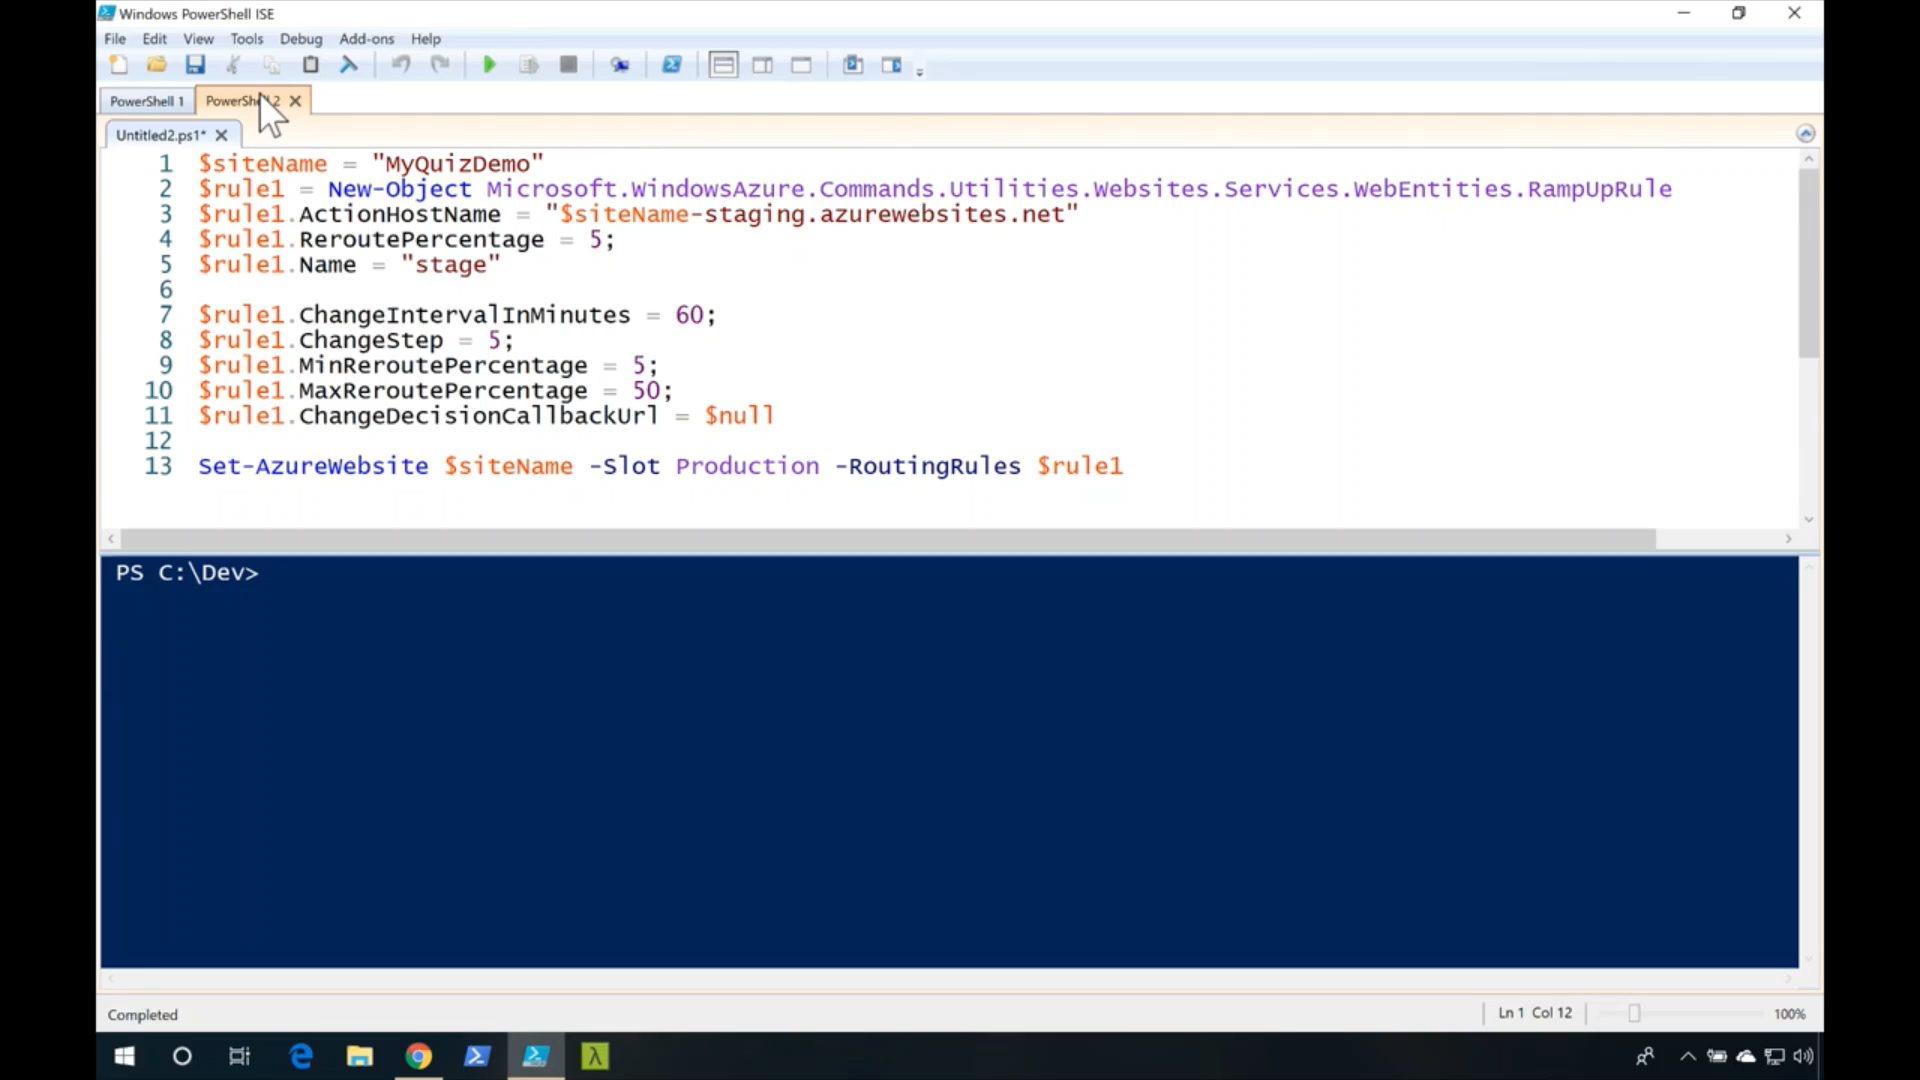 Windows PowerShell ISE
File Edit View Tools Debug Add-ons Help
PowerShell 1 PowerShell 2
Untitled2.ps1*
1 $siteName = "MyQuizDemo"
2 $rule1 = New-Object Microsoft.WindowsAzure.Commands.Utilities.Websites.Services.WebEntities.RampUpRule
3 $rule1.ActionHostName = "$siteName-staging.azurewebsites.net"
4 $rule1.ReroutePercentage = 5;
5 $rule1.Name = "stage"
6
7 $rule1.ChangeIntervalInMinutes = 60;
8 $rule1.ChangeStep = 5;
9 $rule1.MinReroutePercentage = 5;
10 $rule1.MaxReroutePercentage = 50;
11 $rule1.ChangeDecisionCallbackUrl = $null
12
13 Set-AzureWebsite $siteName -Slot Production -RoutingRules $rule1
PS C:\Dev>
Completed
Ln 1 Col 12
100%